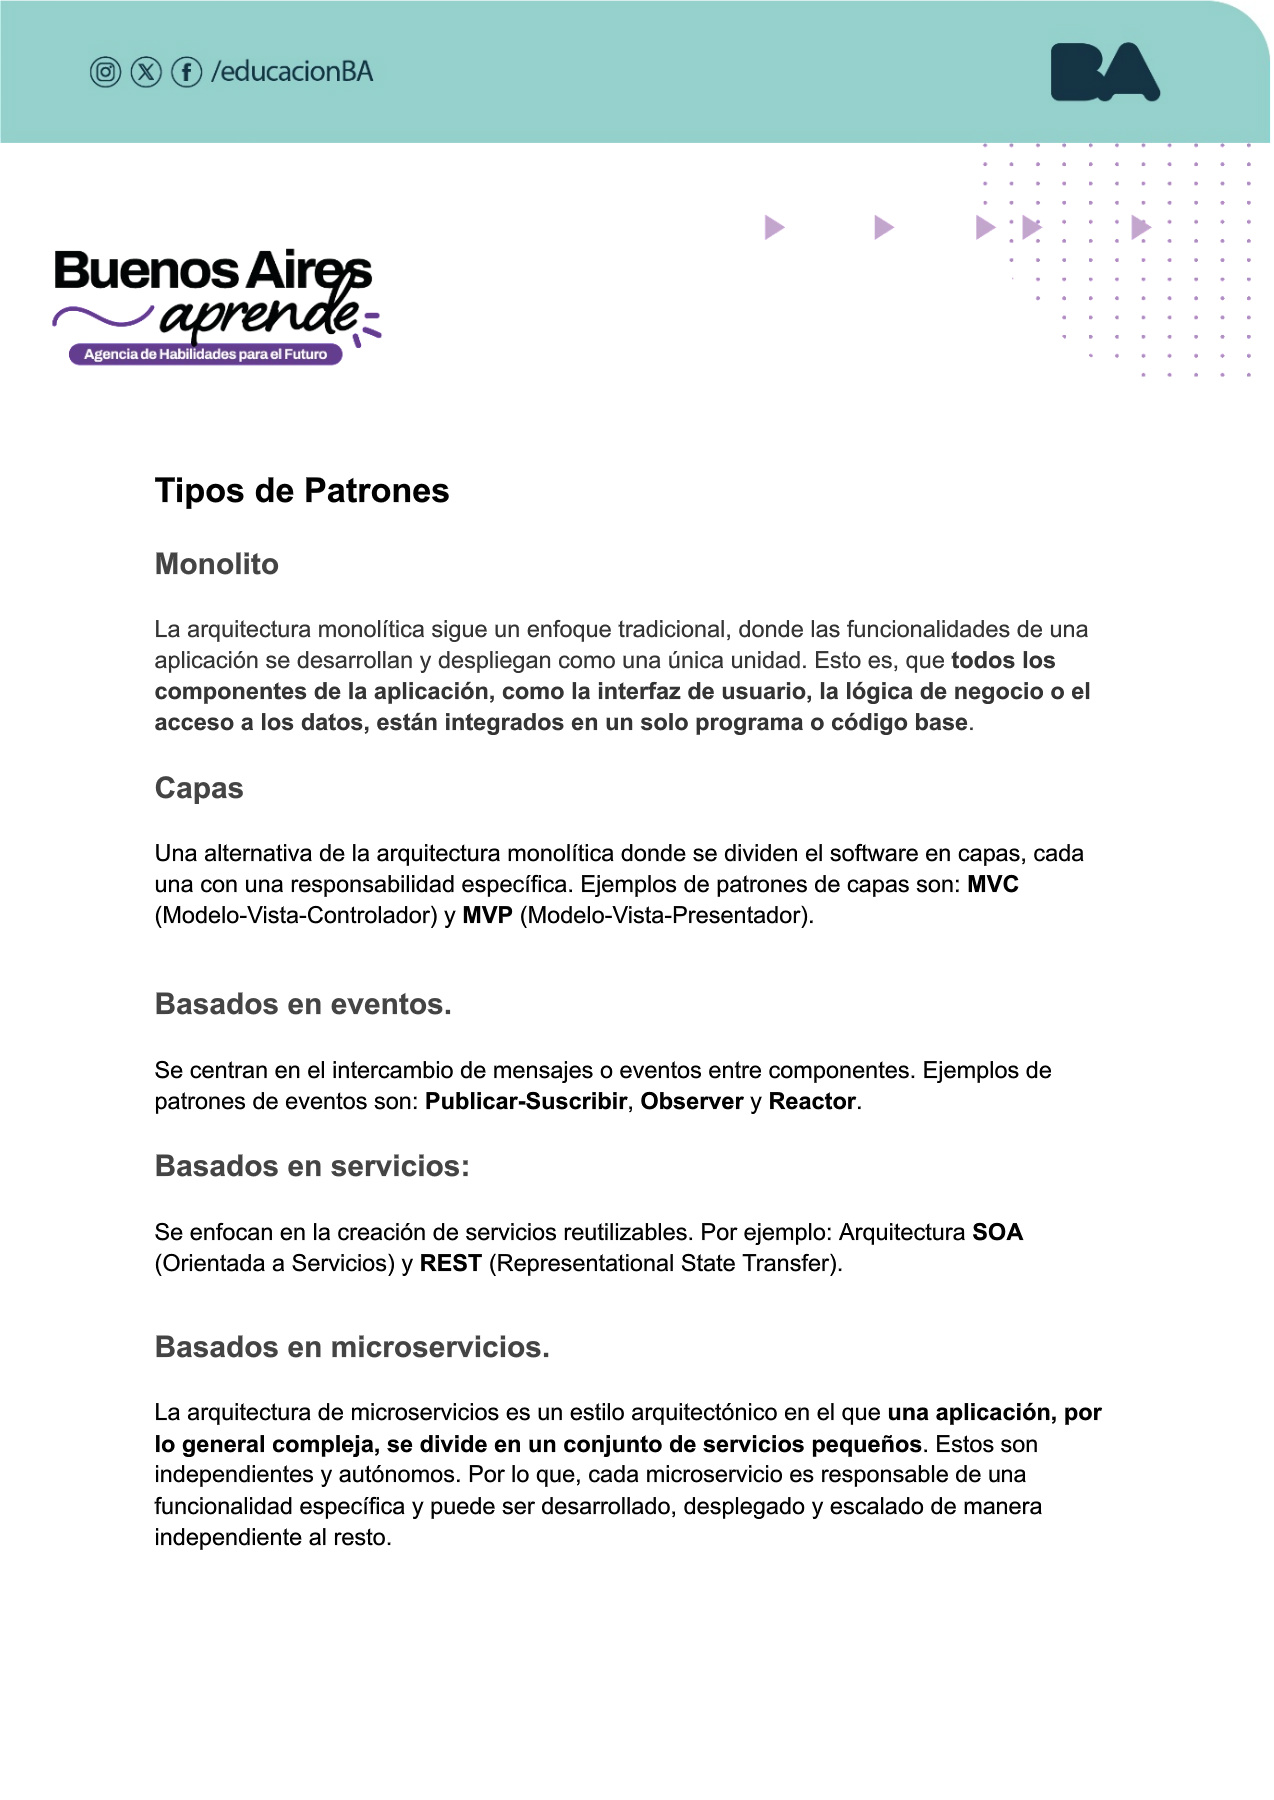 /educacionBA
BA
Buenos Aires
aprende
Agencia de Habilidades para el Futuro
Tipos de Patrones
Monolito
La arquitectura monolítica sigue un enfoque tradicional, donde las funcionalidades de una
aplicación se desarrollan y despliegan como una única unidad. Esto es, que todos los
componentes de la aplicación, como la interfaz de usuario, la lógica de negocio o el
acceso a los datos, están integrados en un solo programa o código base.
Capas
Una alternativa de la arquitectura monolítica donde se dividen el software en capas, cada
una con una responsabilidad específica. Ejemplos de patrones de capas son: MVC
(Modelo-Vista-Controlador) y MVP (Modelo-Vista-Presentador).
Basados en eventos.
Se centran en el intercambio de mensajes o eventos entre componentes. Ejemplos de
patrones de eventos son: Publicar-Suscribir, Observer y Reactor.
Basados en servicios:
Se enfocan en la creación de servicios reutilizables. Por ejemplo: Arquitectura SOA
(Orientada a Servicios) y REST (Representational State Transfer).
Basados en microservicios.
La arquitectura de microservicios es un estilo arquitectónico en el que una aplicación, por
lo general compleja, se divide en un conjunto de servicios pequeños. Estos son
independientes y autónomos. Por lo que, cada microservicio es responsable de una
funcionalidad específica y puede ser desarrollado, desplegado y escalado de manera
independiente al resto.